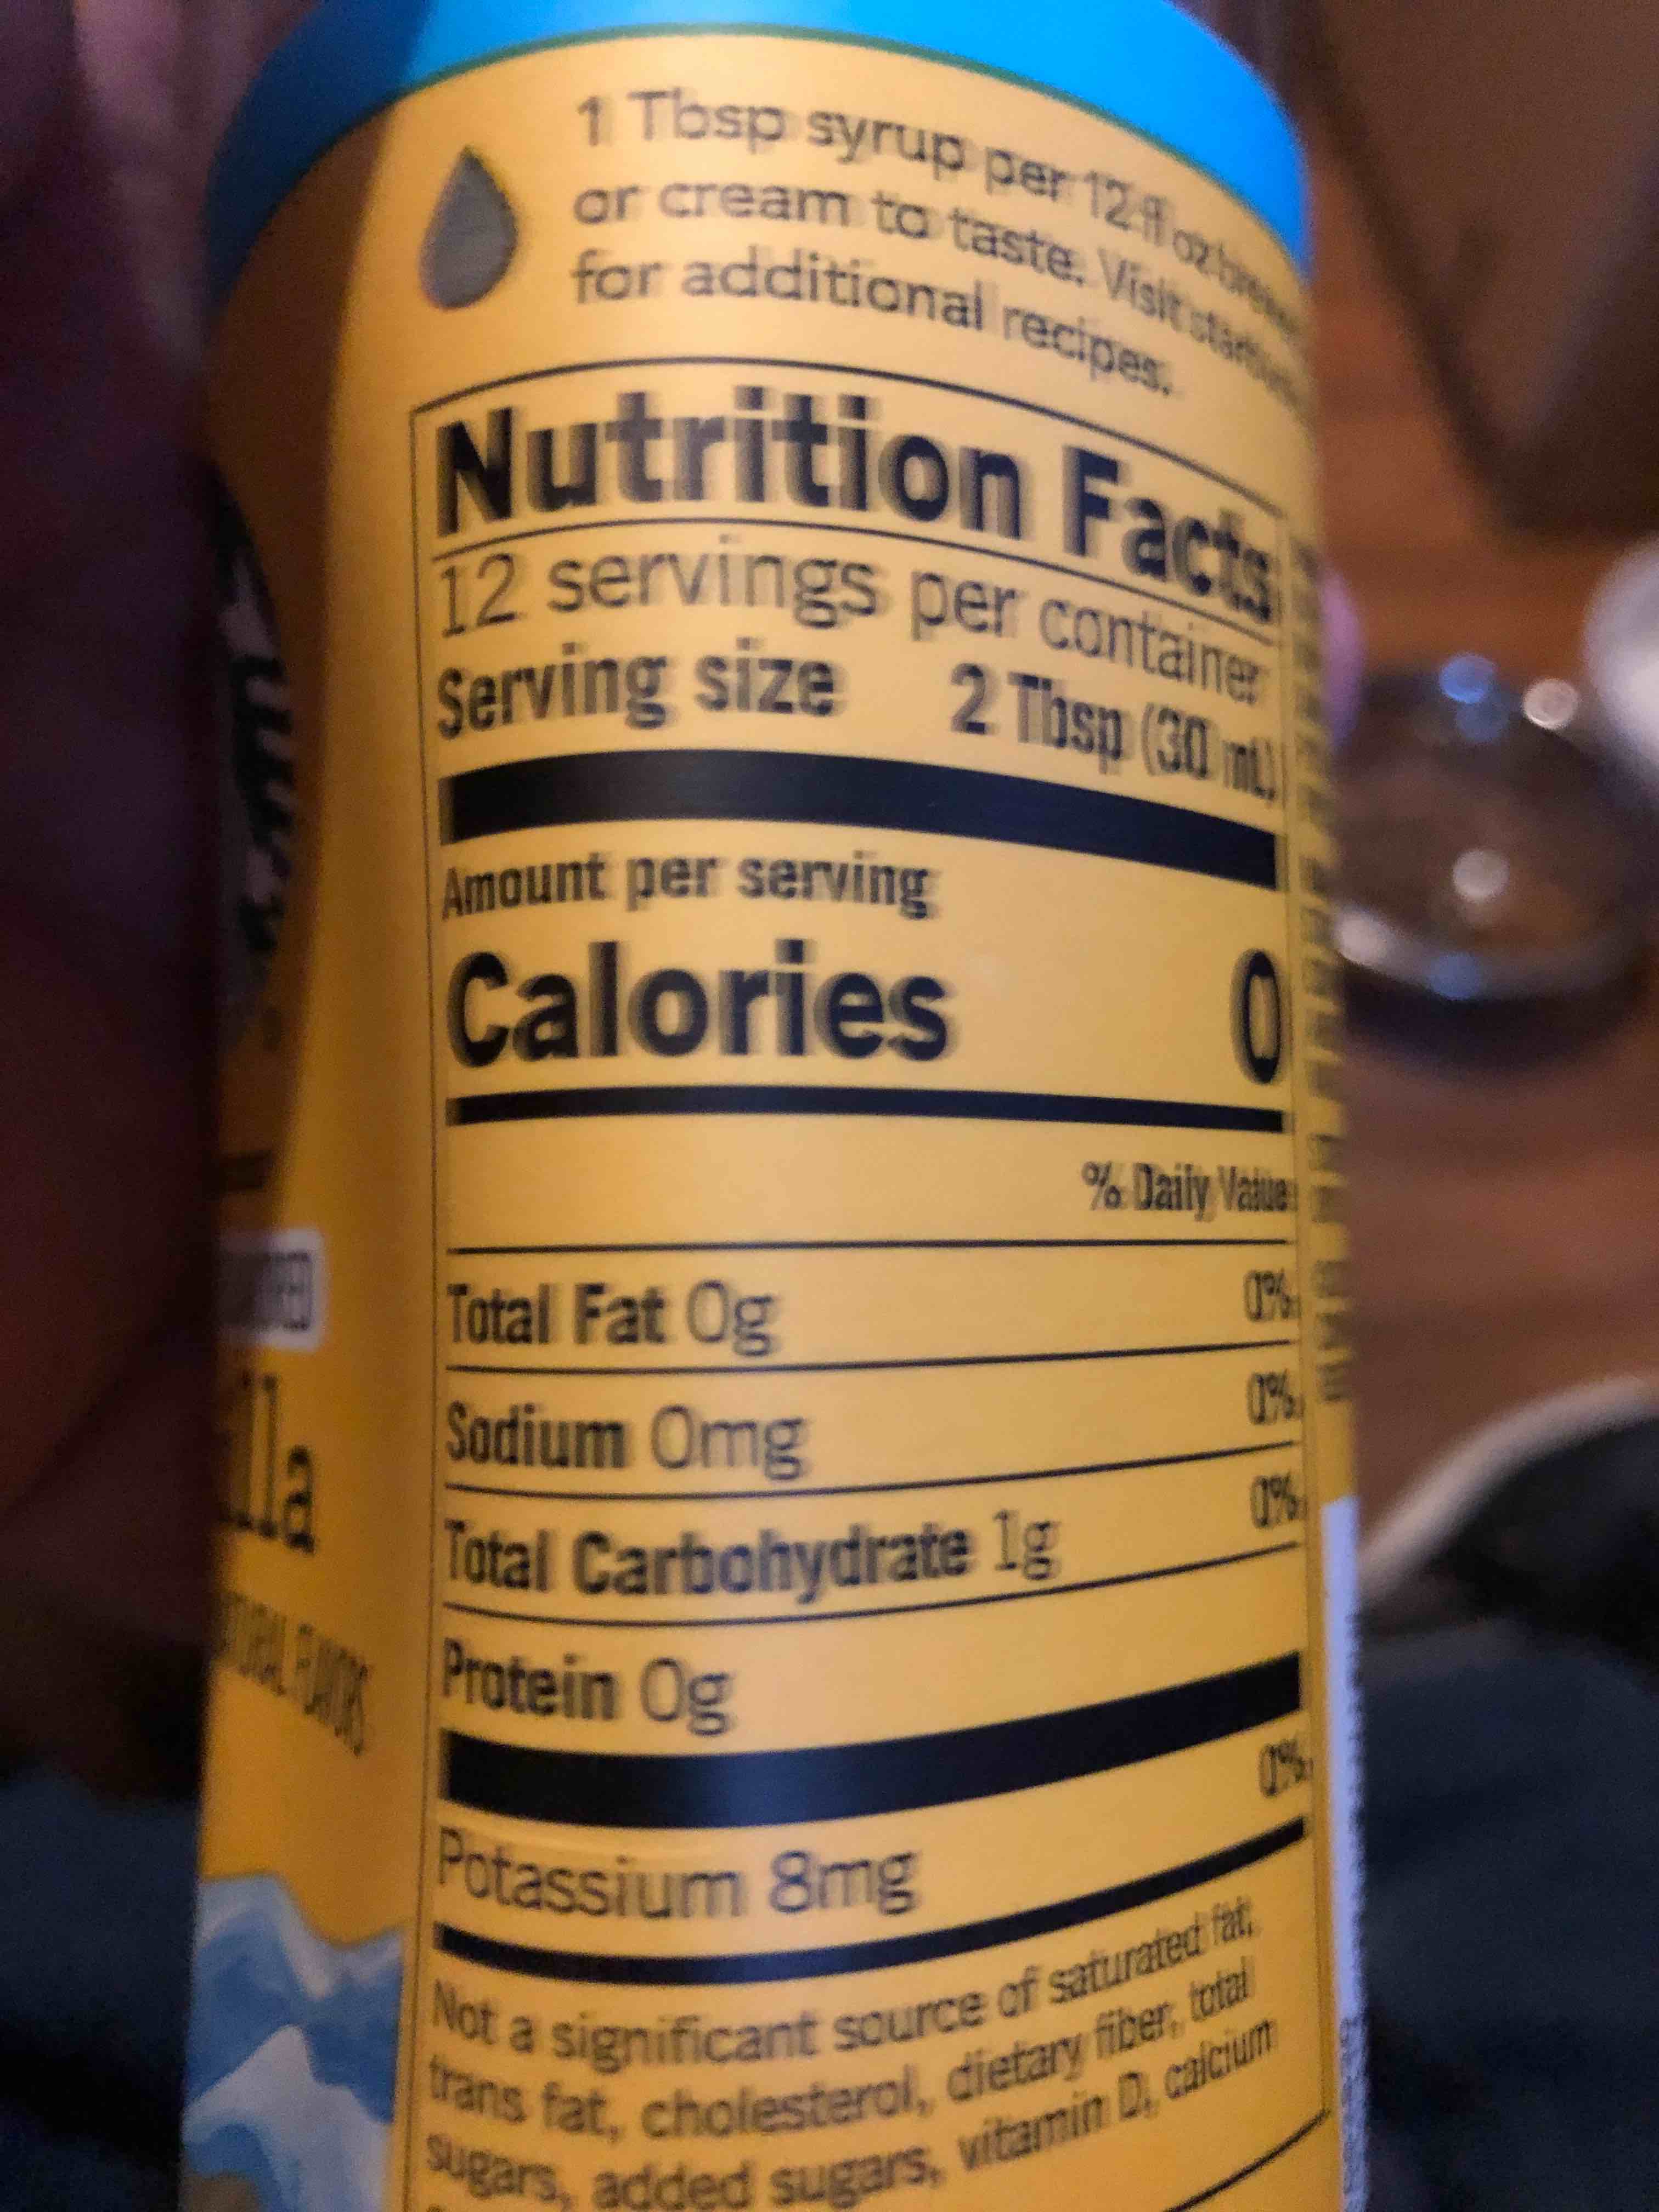 1 Tbsp syrup per 12 fl oz
or cream to taste. Visit
for additional recipes.
Nutrition Facts
12 servings per container
Serving size 2 Tbsp (30 mL)
Amount per serving
Calories 0
% Daily Value
Total Fat 0g 0%
Sodium 0mg 0%
Total Carbohydrate 1g 0%
Protein 0g
Potassium 8mg 0%
Not a significant source of saturated fat,
trans fat, cholesterol, dietary fiber, total
sugars, added sugars, vitamin D, calcium
lla
FLAVORS